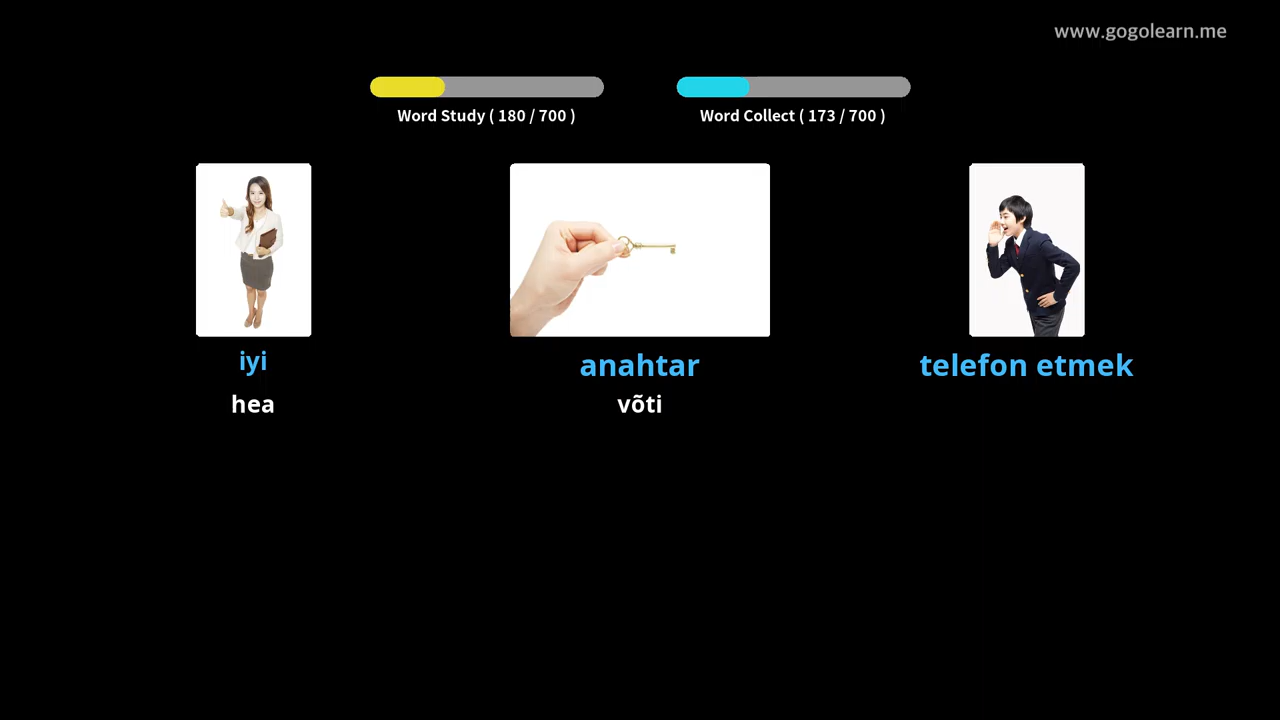 www.gogolearn.me
Word Study ( 180 / 700 )
Word Collect ( 173 / 700 )
iyi
anahtar
telefon etmek
hea
võti